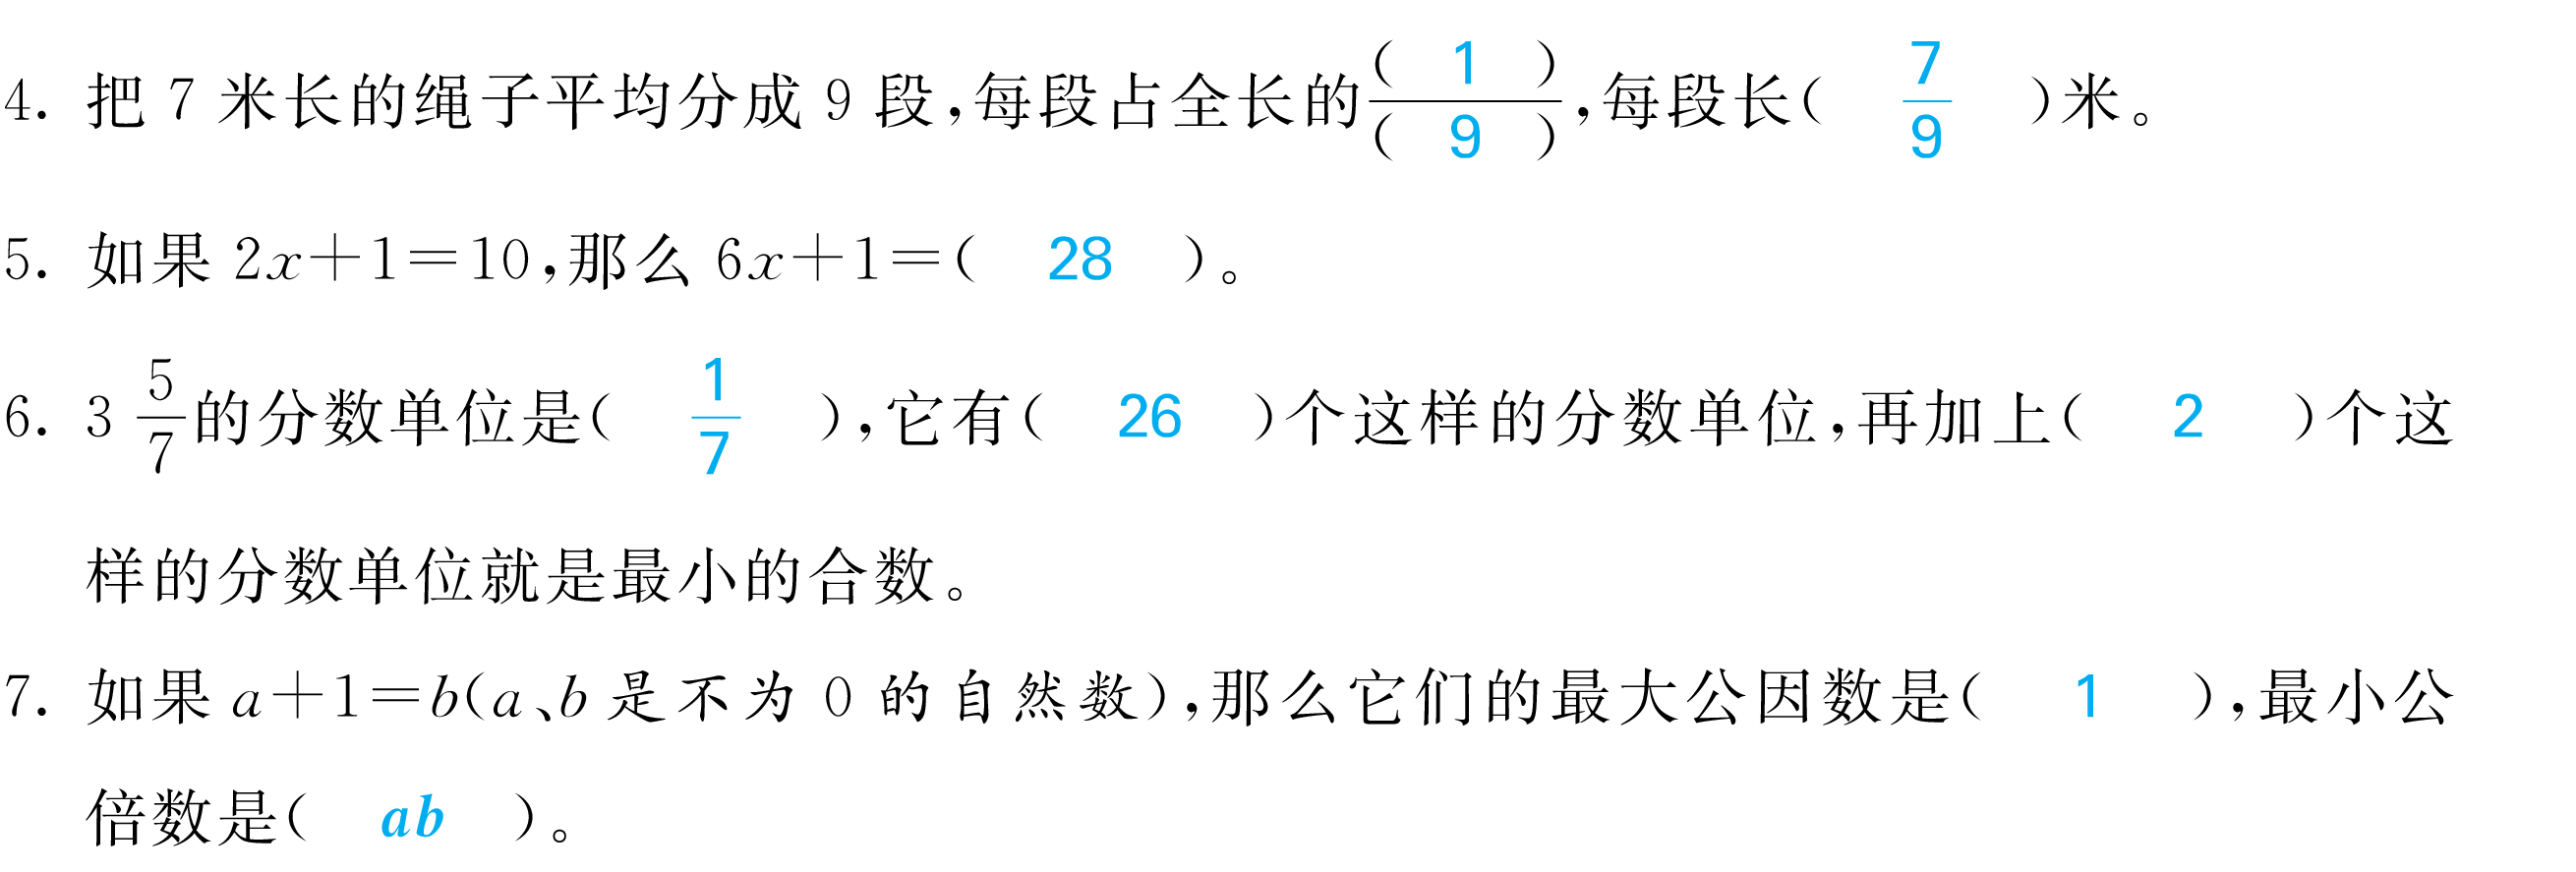 4. 把 7 米长的绳子平均分成 9 段,每段占全长的( 1 )/( 9 ),每段长( 7/9 )米。
5. 如果 2x+1=10,那么 6x+1=( 28 )。
6. 3 5/7的分数单位是( 1/7 ),它有( 26 )个这样的分数单位,再加上( 2 )个这
样的分数单位就是最小的合数。
7. 如果 a+1=b(a、b 是不为 0 的自然数),那么它们的最大公因数是( 1 ),最小公
倍数是( ab )。